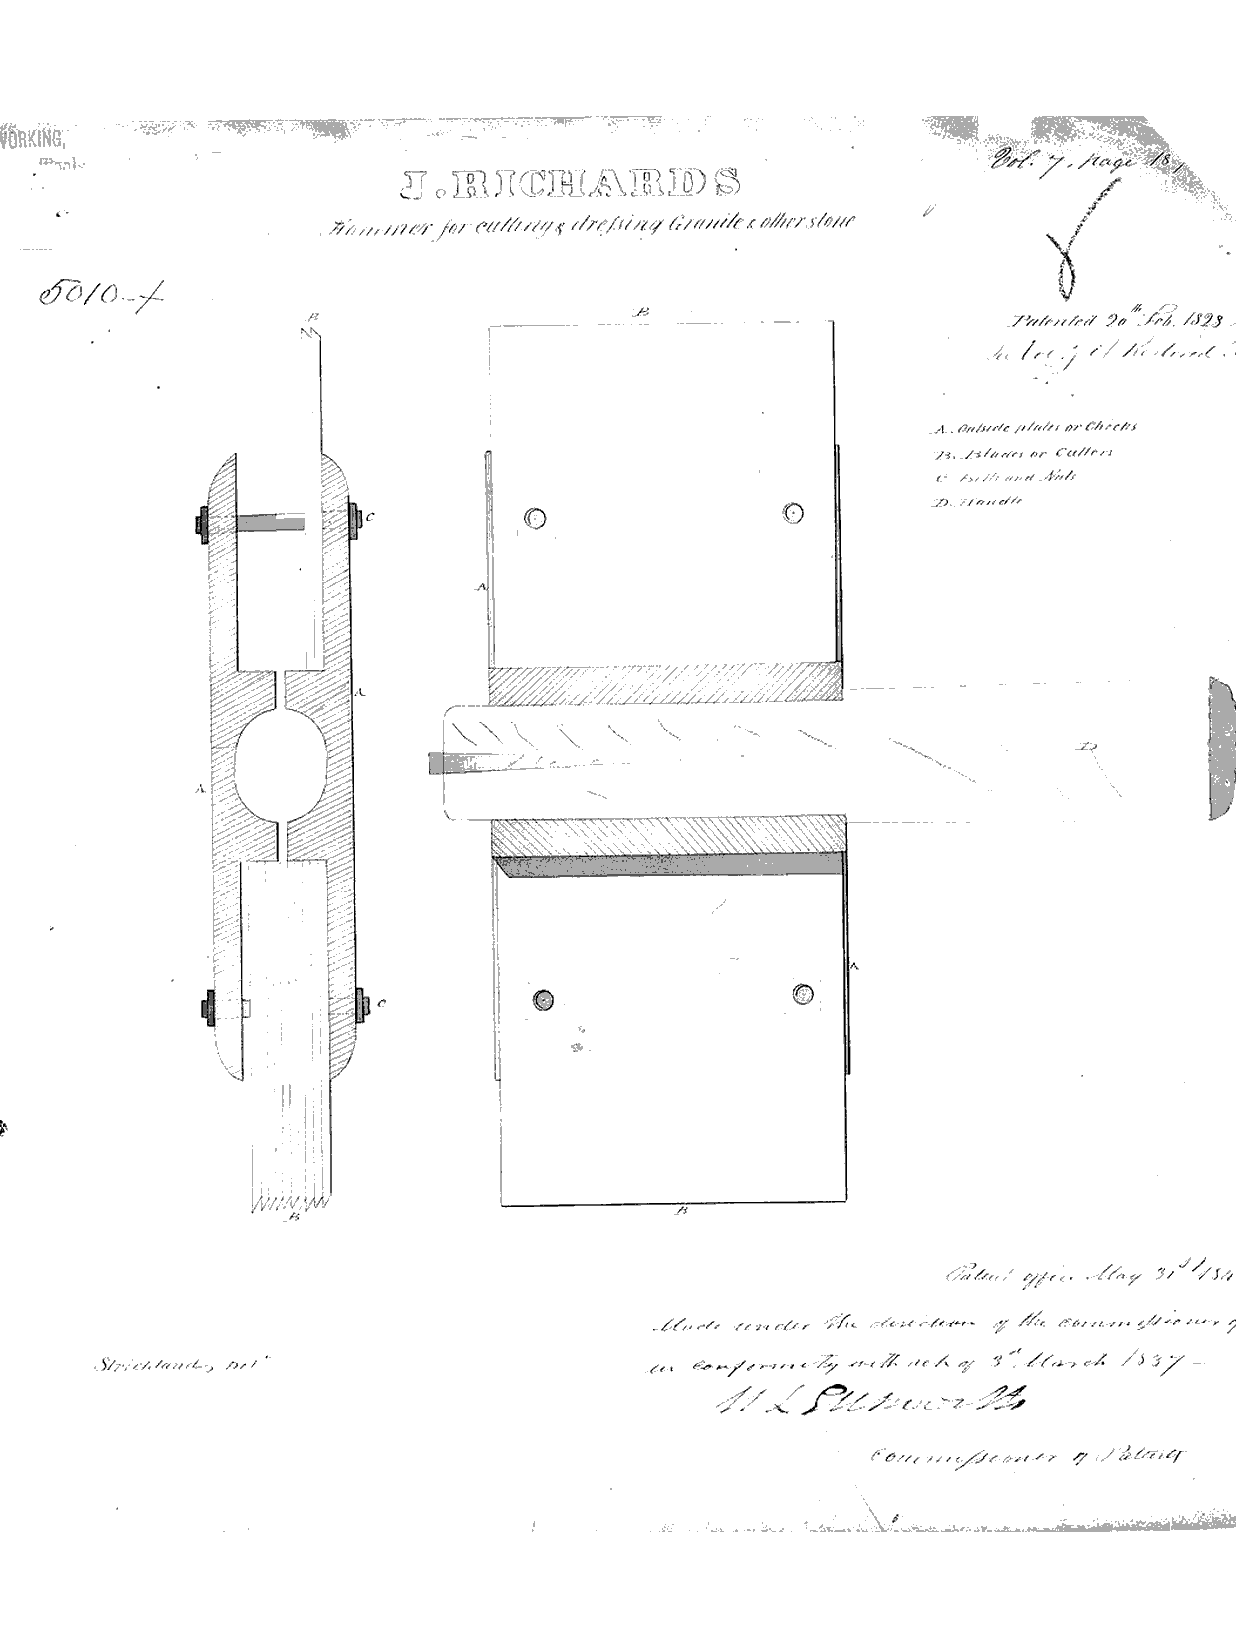 WORKING,
Vol. 7, page 18
J. RICHARDS
Hammer for cutting & dressing Granite & other stone
5010-X
Patented 20th Feb. 1828
A. Outside plates or Cheeks
B. Blades or Cutters
C Bolts and Nuts
D. Handle
B
B
C
A
A
A
D
A
C
B
B
Patent office May 31st 184
Made under the direction of the commissioner of
in conformity with act of 3d. March 1837 -
Strickland, del
Commissioner of Patents